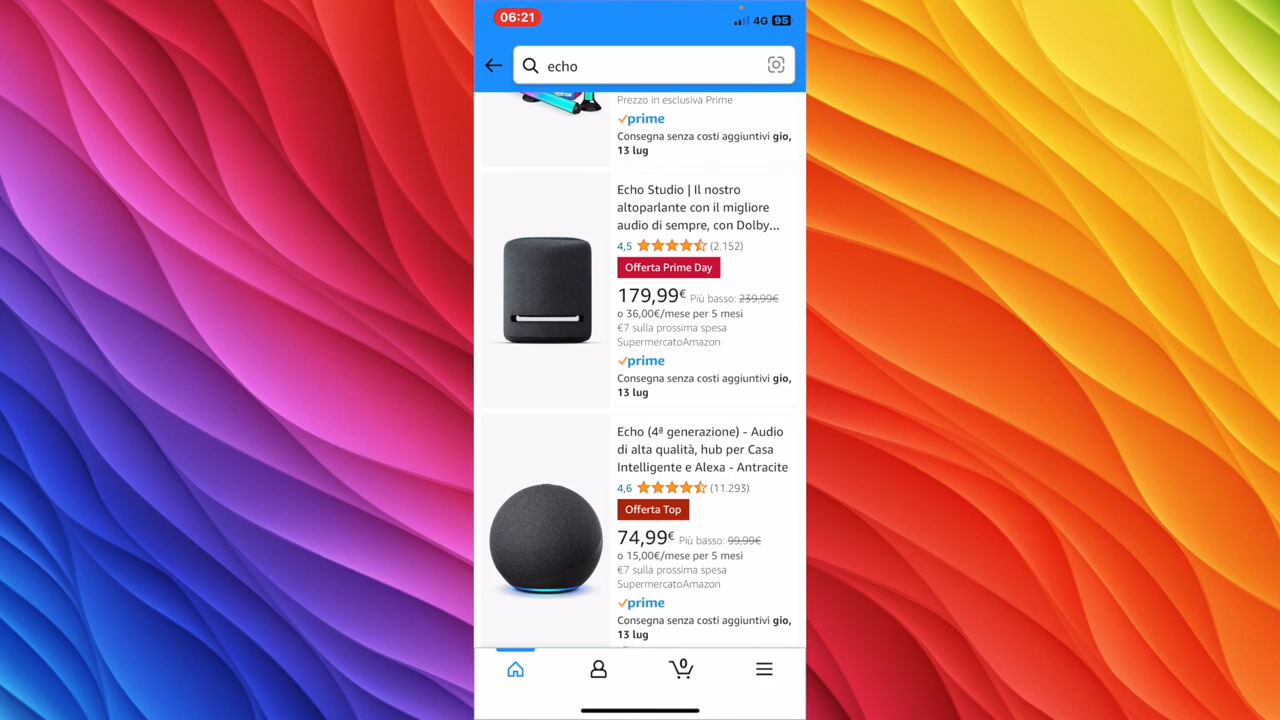 06:21
4G 95
echo
Prezzo in esclusiva Prime
prime
Consegna senza costi aggiuntivi gio,
13 lug
Echo Studio | Il nostro
altoparlante con il migliore
audio di sempre, con Dolby...
4,5 (2.152)
Offerta Prime Day
179,99€ Più basso: 239,99€
o 36,00€/mese per 5 mesi
€7 sulla prossima spesa
SupermercatoAmazon
prime
Consegna senza costi aggiuntivi gio,
13 lug
Echo (4ª generazione) - Audio
di alta qualità, hub per Casa
Intelligente e Alexa - Antracite
4,6 (11.293)
Offerta Top
74,99€ Più basso: 99,99€
o 15,00€/mese per 5 mesi
€7 sulla prossima spesa
SupermercatoAmazon
prime
Consegna senza costi aggiuntivi gio,
13 lug
0